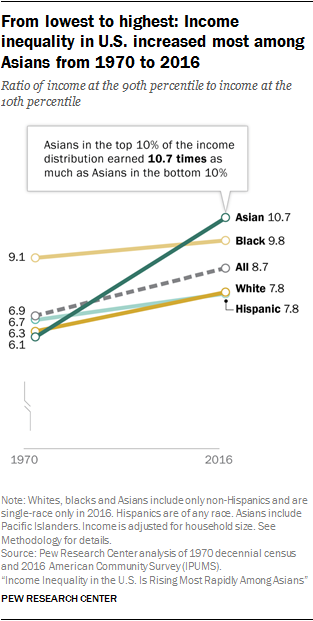 From lowest to highest: Income
inequality in U.S. increased most among
Asians from 1970 to 2016
Ratio of income at the 90th percentile to income at the
10th percentile
Asians in the top 10% of the income
distribution earned 10.7 times as
much as Asians in the bottom 10%
Asian 10.7
Black 9.8
9.1
All 8.7
White 7.8
6.9
6.7
Hispanic 7.8
6.3
6.1
1970
2016
Note: Whites, blacks and Asians include only non-Hispanics and are
single-race only in 2016. Hispanics are of any race. Asians include
Pacific Islanders. Income is adjusted for household size. See
Methodology for details.
Source: Pew Research Center analysis of 1970 decennial census
and 2016 American Community Survey (IPUMS).
“Income Inequality in the U.S. Is Rising Most Rapidly Among Asians”
PEW RESEARCH CENTER